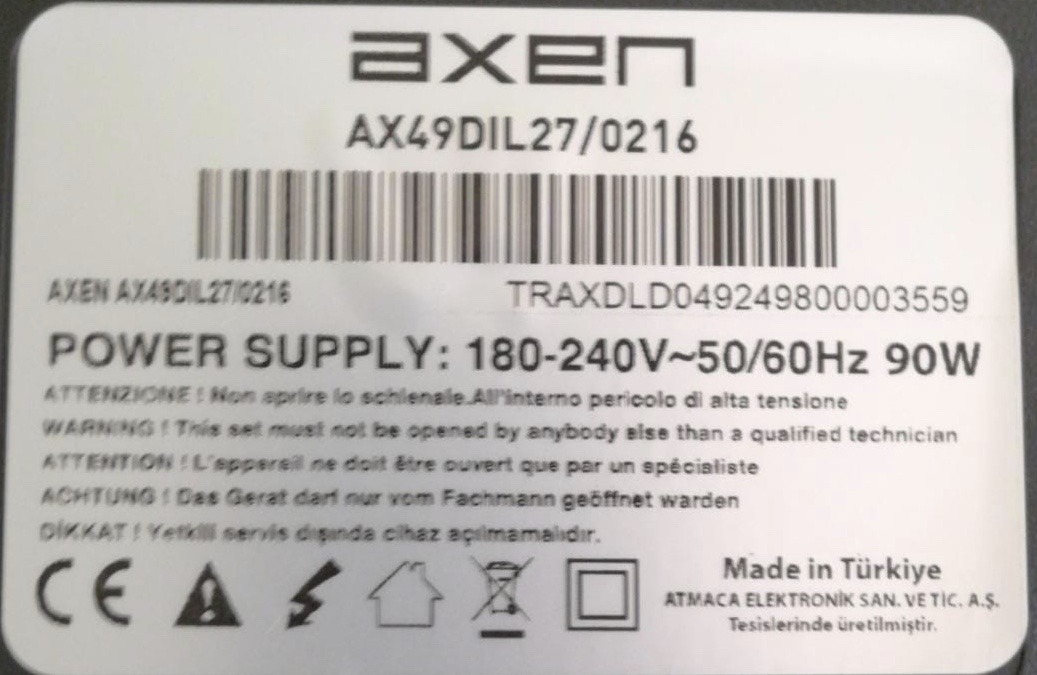 axen
AX49DIL27/0216
AXEN AX49DIL27/0216
TRAXDLD049249800003559
POWER SUPPLY: 180-240V~50/60Hz 90W
ATTENZIONE ! Non aprire lo schienale.All'interno pericolo di alta tensione
WARNING ! This set must not be opened by anybody else than a qualified technician
ATTENTION ! L'appareil ne doit être ouvert que par un spécialiste
ACHTUNG ! Das Gerat darf nur vom Fachmann geöffnet warden
DİKKAT ! Yetkili servis dışında cihaz açılmamalıdır.
CE
Made in Türkiye
ATMACA ELEKTRONİK SAN. VE TİC. A.Ş.
Tesislerinde üretilmiştir.